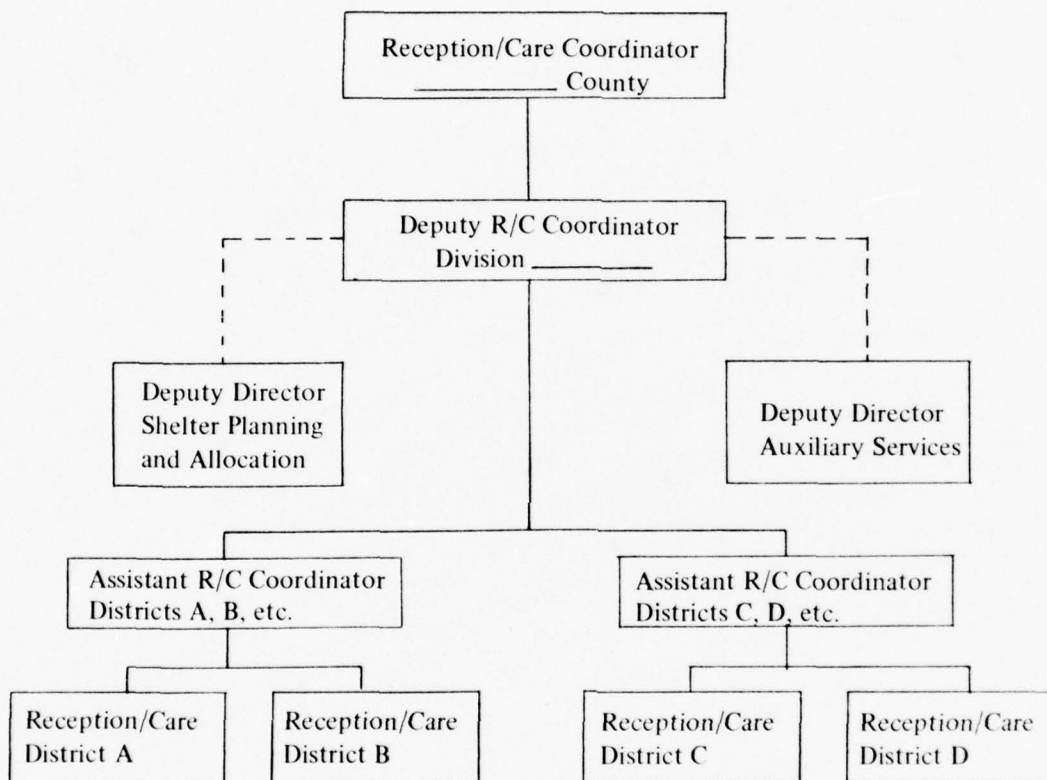 Reception/Care Coordinator
__________ County
Deputy R/C Coordinator
Division __________
Deputy Director
Shelter Planning
and Allocation
Deputy Director
Auxiliary Services
Assistant R/C Coordinator
Districts A, B, etc.
Assistant R/C Coordinator
Districts C, D, etc.
Reception/Care
District A
Reception/Care
District B
Reception/Care
District C
Reception/Care
District D